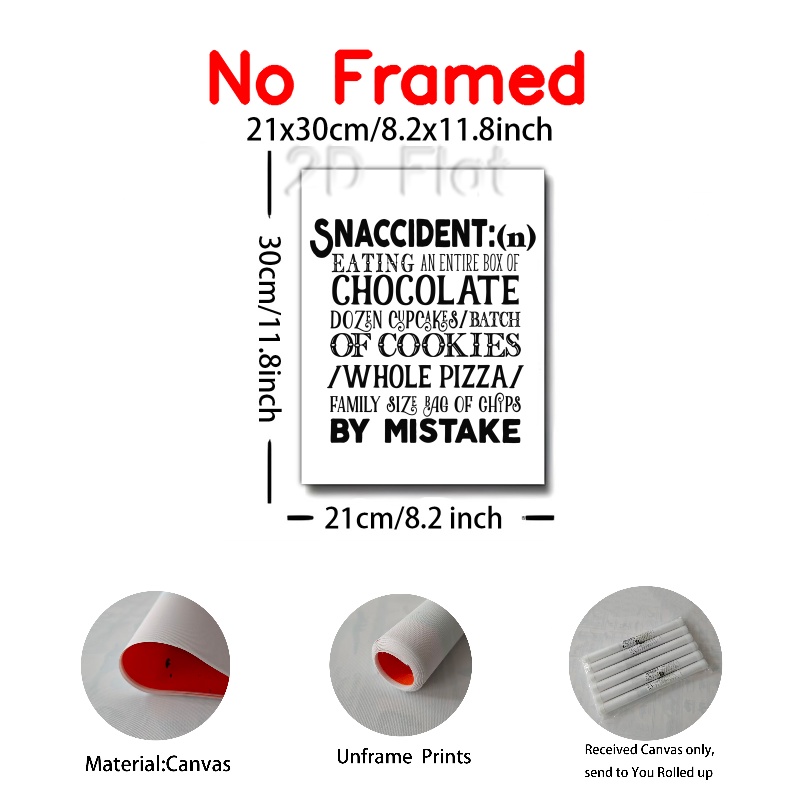 No Framed
21x30cm/8.2x11.8inch
2D Flat
30cm/11.8inch
SNACCIDENT:(n)
EATING AN ENTIRE BOX OF
CHOCOLATE
DOZEN CUPCAKES/BATCH
OF COOKIES
/WHOLE PIZZA/
FAMILY SIZE BAG OF CHIPS
BY MISTAKE
21cm/8.2 inch
Material:Canvas
Unframe Prints
Received Canvas only,
send to You Rolled up